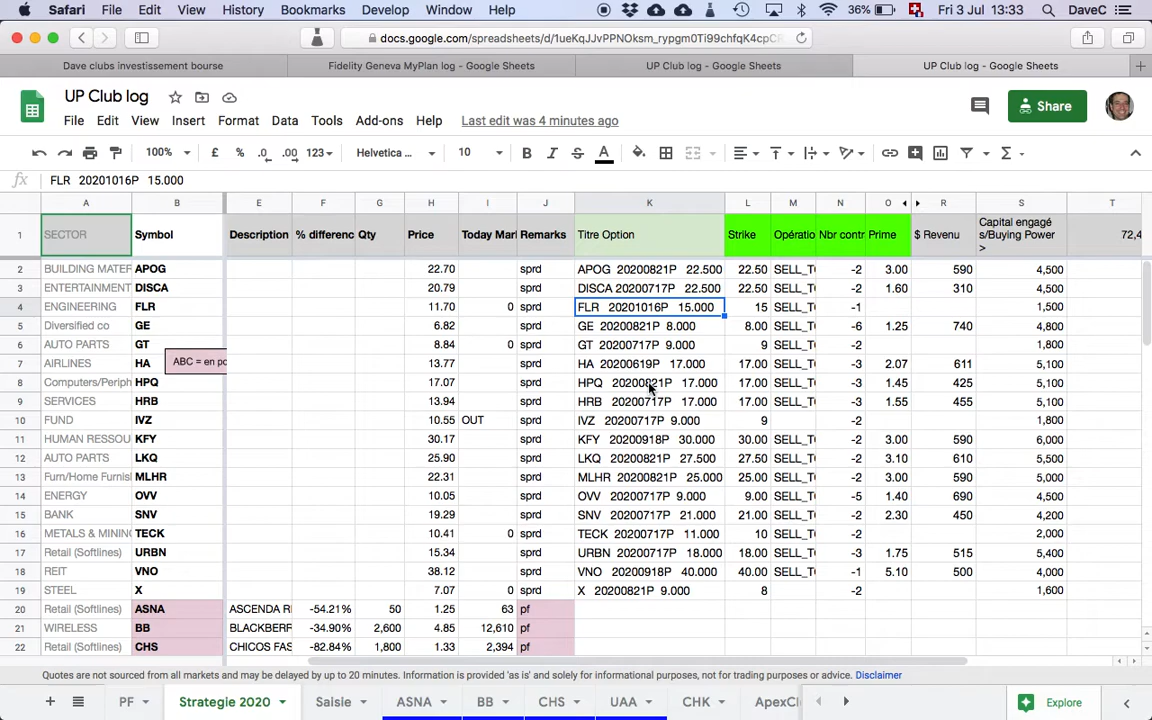 Safari File Edit View History Bookmarks Develop Window Help 36% Fri 3 Jul 13:33 DaveC
docs.google.com/spreadsheets/d/1ueKqJJvPPNOksm_rypgm0Ti99chfqK4cpCR
Dave clubs investissement bourse Fidelity Geneva MyPlan log - Google Sheets UP Club log - Google Sheets UP Club log - Google Sheets
UP Club log
Share
File Edit View Insert Format Data Tools Add-ons Help Last edit was 4 minutes ago
100% £ % .0 .00 123 Helvetica ... 10 B I S A
fx FLR 20201016P 15.000
A B E F G H I J K L M N O R S T
1 SECTOR Symbol Description % differenc Qty Price Today Mar Remarks Titre Option Strike Opératio Nbr contr Prime $ Revenu Capital engagé s/Buying Power > 72,4
2 BUILDING MATER APOG 22.70 sprd APOG 20200821P 22.500 22.50 SELL_T -2 3.00 590 4,500
3 ENTERTAINMENT DISCA 20.79 sprd DISCA 20200717P 22.500 22.50 SELL_T -2 1.60 310 4,500
4 ENGINEERING FLR 11.70 0 sprd FLR 20201016P 15.000 15 -1 1,500
5 Diversified co GE 6.82 sprd GE 20200821P 8.000 8.00 SELL_T -6 1.25 740 4,800
6 AUTO PARTS GT 8.84 0 sprd GT 20200717P 9.000 9 -2 1,800
7 AIRLINES HA 13.77 sprd HA 20200619P 17.000 17.00 SELL_T -3 2.07 611 5,100
ABC = en po
8 Computers/Periph HPQ 17.07 sprd HPQ 20200821P 17.000 17.00 SELL_T -3 1.45 425 5,100
9 SERVICES HRB 13.94 sprd HRB 20200717P 17.000 17.00 SELL_T -3 1.55 455 5,100
10 FUND IVZ 10.55 OUT sprd IVZ 20200717P 9.000 9 -2 1,800
11 HUMAN RESSOU KFY 30.17 sprd KFY 20200918P 30.000 30.00 SELL_T -2 3.00 590 6,000
12 AUTO PARTS LKQ 25.90 sprd LKQ 20200821P 27.500 27.50 SELL_T -2 3.10 610 5,500
13 Furn/Home Furnis MLHR 22.31 sprd MLHR 20200821P 25.000 25.00 SELL_T -2 3.00 590 5,000
14 ENERGY OVV 10.05 sprd OVV 20200717P 9.000 9.00 SELL_T -5 1.40 690 4,500
15 BANK SNV 19.29 sprd SNV 20200717P 21.000 21.00 SELL_T -2 2.30 450 4,200
16 METALS & MINING TECK 10.41 0 sprd TECK 20200717P 11.000 10 -2 2,000
17 Retail (Softlines) URBN 15.34 sprd URBN 20200717P 18.000 18.00 SELL_T -3 1.75 515 5,400
18 REIT VNO 38.12 sprd VNO 20200918P 40.000 40.00 SELL_T -1 5.10 500 4,000
19 STEEL X 7.07 0 sprd X 20200821P 9.000 8 -2 1,600
20 Retail (Softlines) ASNA ASCENDA RI -54.21% 50 1.25 63 pf
21 WIRELESS BB BLACKBERF -34.90% 2,600 4.85 12,610 pf
22 Retail (Softlines) CHS CHICOS FAS -82.84% 1,800 1.33 2,394 pf
Quotes are not sourced from all markets and may be delayed by up to 20 minutes. Information is provided 'as is' and solely for informational purposes, not for trading purposes or advice. Disclaimer
PF Strategie 2020 Saisie ASNA BB CHS UAA CHK ApexCl Explore